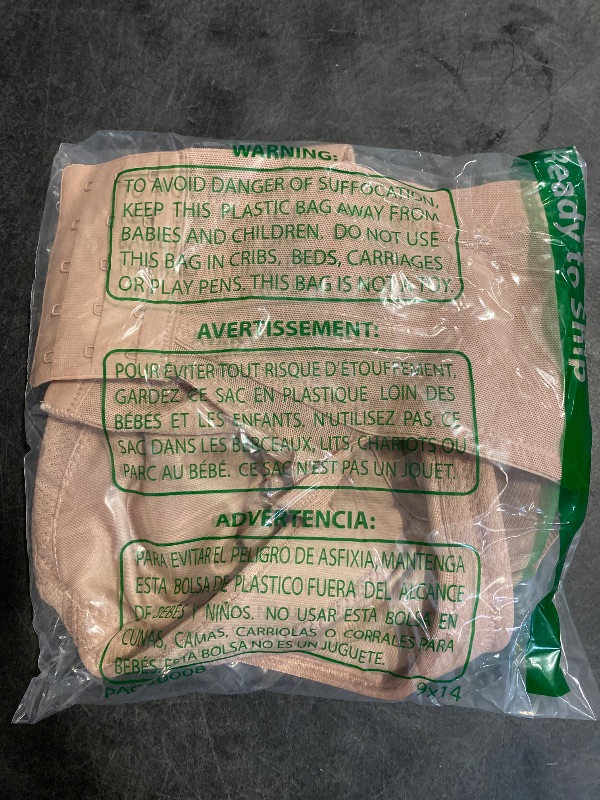 WARNING:
TO AVOID DANGER OF SUFFOCATION,
KEEP THIS PLASTIC BAG AWAY FROM
BABIES AND CHILDREN. DO NOT USE
THIS BAG IN CRIBS, BEDS, CARRIAGES
OR PLAY PENS. THIS BAG IS NOT A TOY.
AVERTISSEMENT:
POUR ÉVITER TOUT RISQUE D'ÉTOUFFEMENT,
GARDEZ CE SAC EN PLASTIQUE LOIN DES
BÉBÉS ET LES ENFANTS. N'UTILISEZ PAS CE
SAC DANS LES BERCEAUX, LITS, CHARIOTS OU
PARC AU BÉBÉ. CE SAC N'EST PAS UN JOUET.
ADVERTENCIA:
PARA EVITAR EL PELIGRO DE ASFIXIA, MANTENGA
ESTA BOLSA DE PLASTICO FUERA DEL ALCANCE
DE BEBÉS Y NIÑOS. NO USAR ESTA BOLSA EN
CUNAS, CAMAS, CARRIOLAS O CORRALES PARA
BEBÉS. ESTA BOLSA NO ES UN JUGUETE.
9x14
Ready to Ship